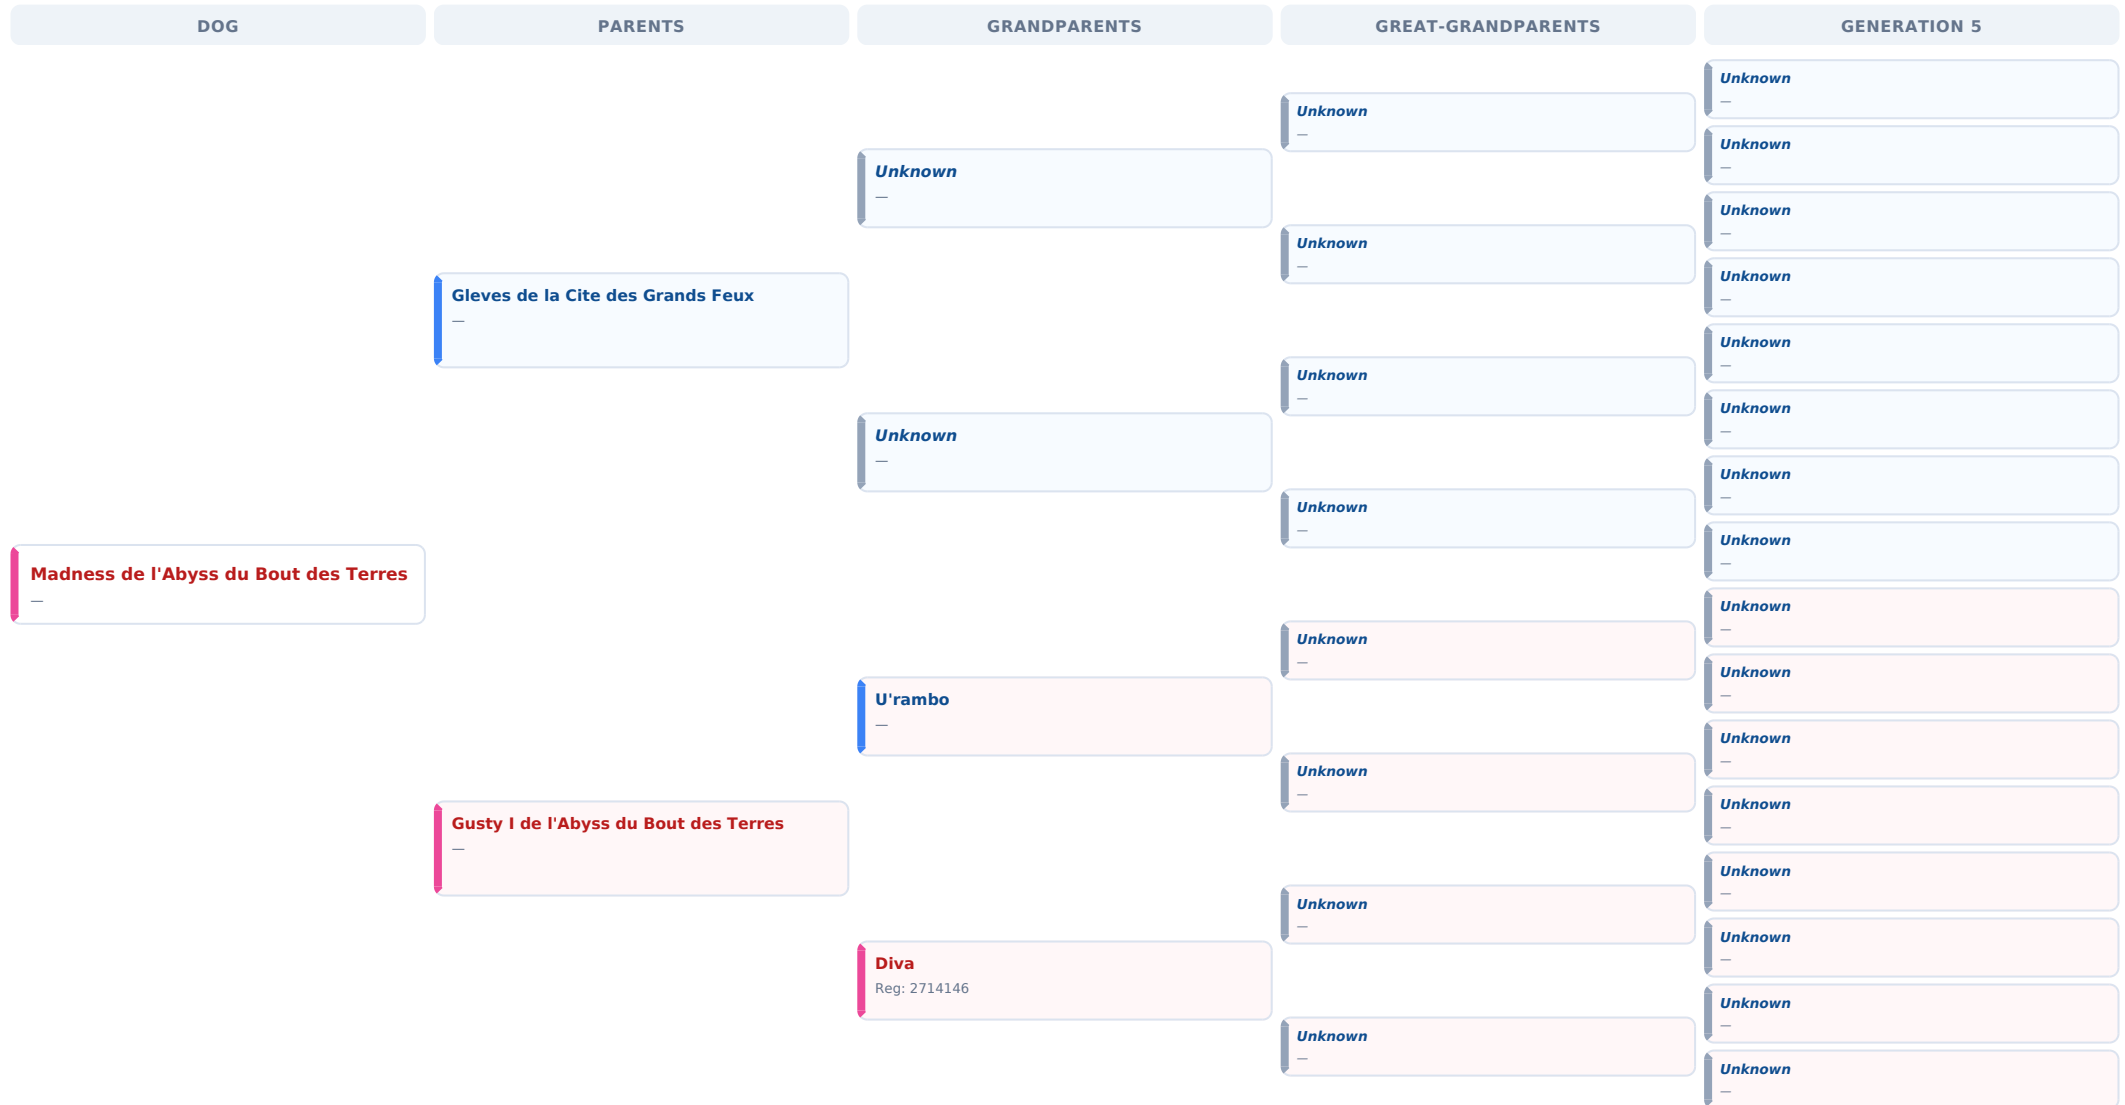 DOG
PARENTS
GRANDPARENTS
GREAT-GRANDPARENTS
GENERATION 5
Madness de l'Abyss du Bout des Terres
—
Gleves de la Cite des Grands Feux
—
Gusty I de l'Abyss du Bout des Terres
—
Unknown
—
Unknown
—
U'rambo
—
Diva
Reg: 2714146
Unknown
—
Unknown
—
Unknown
—
Unknown
—
Unknown
—
Unknown
—
Unknown
—
Unknown
—
Unknown
—
Unknown
—
Unknown
—
Unknown
—
Unknown
—
Unknown
—
Unknown
—
Unknown
—
Unknown
—
Unknown
—
Unknown
—
Unknown
—
Unknown
—
Unknown
—
Unknown
—
Unknown
—